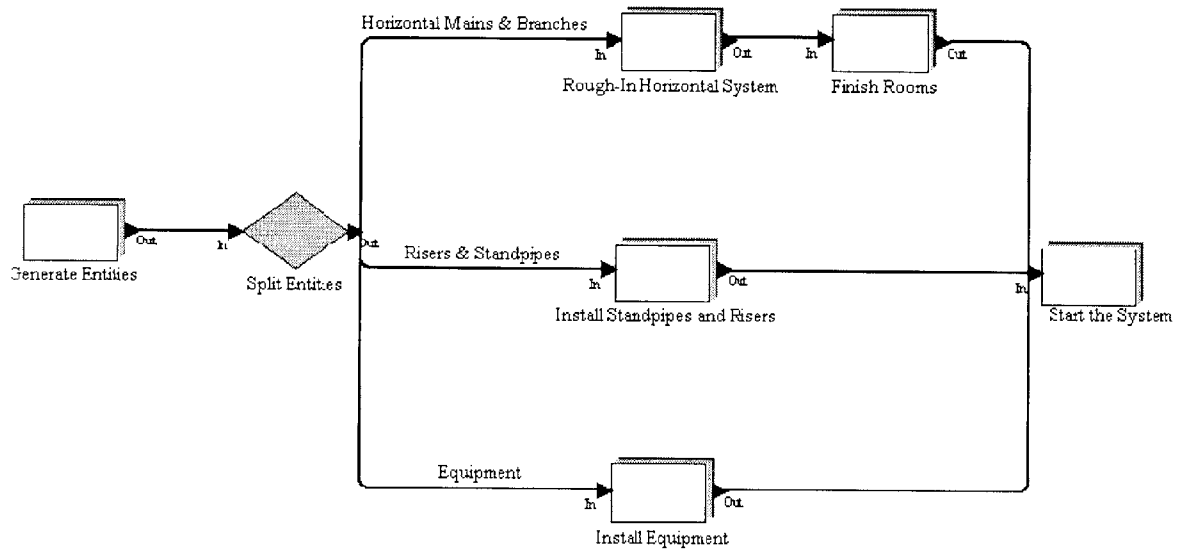 Horizontal Mains & Branches
In
Out
In
Out
Rough-In Horizontal System
Finish Rooms
Out
In
Out
Generate Entities
Split Entities
Risers & Standpipes
In
Out
In
Install Standpipes and Risers
Start the System
Equipment
In
Out
Install Equipment